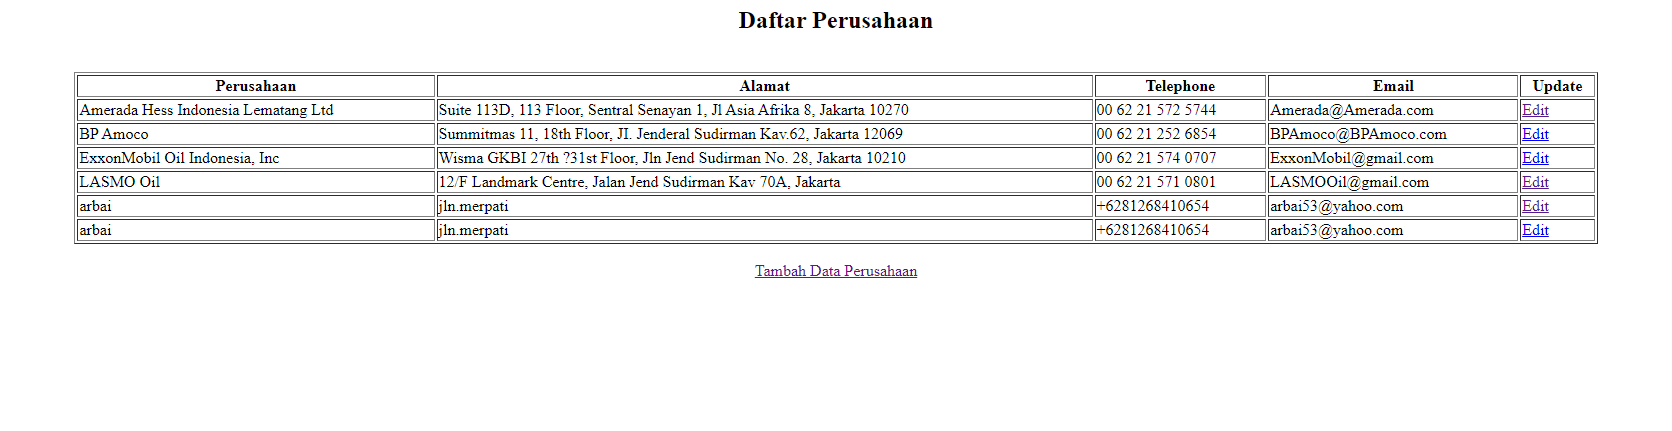 Daftar Perusahaan
Perusahaan Alamat Telephone Email Update
Amerada Hess Indonesia Lematang Ltd Suite 113D, 113 Floor, Sentral Senayan 1, Jl Asia Afrika 8, Jakarta 10270 00 62 21 572 5744 Amerada@Amerada.com Edit
BP Amoco Summitmas 11, 18th Floor, JI. Jenderal Sudirman Kav.62, Jakarta 12069 00 62 21 252 6854 BPAmoco@BPAmoco.com Edit
ExxonMobil Oil Indonesia, Inc Wisma GKBI 27th ?31st Floor, Jln Jend Sudirman No. 28, Jakarta 10210 00 62 21 574 0707 ExxonMobil@gmail.com Edit
LASMO Oil 12/F Landmark Centre, Jalan Jend Sudirman Kav 70A, Jakarta 00 62 21 571 0801 LASMOOil@gmail.com Edit
arbai jln.merpati +6281268410654 arbai53@yahoo.com Edit
arbai jln.merpati +6281268410654 arbai53@yahoo.com Edit
Tambah Data Perusahaan